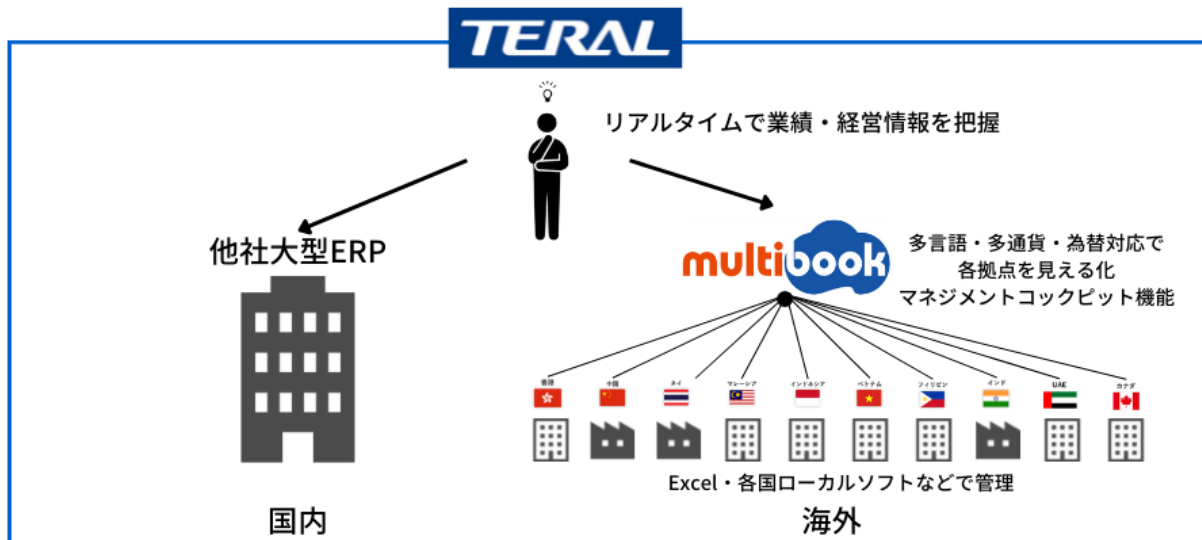 TERAL
リアルタイムで業績・経営情報を把握
他社大型ERP
multibook
多言語・多通貨・為替対応で
各拠点を見える化
マネジメントコックピット機能
香港
中国
タイ
マレーシア
インドネシア
ベトナム
フィリピン
インド
UAE
カナダ
Excel・各国ローカルソフトなどで管理
国内
海外